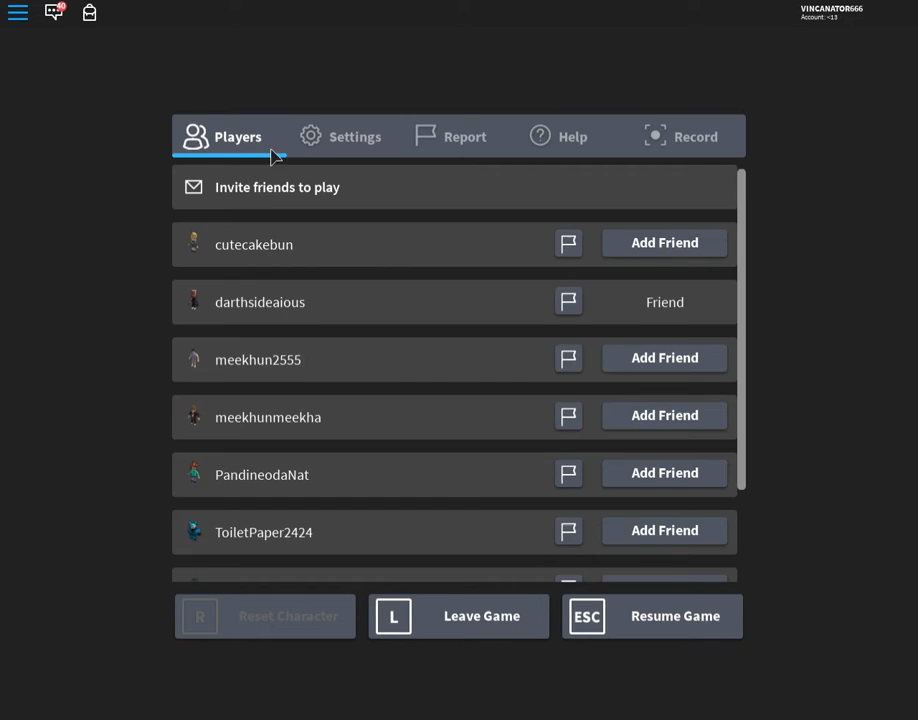 40
VINCANATOR666
Account: <13
Players
Settings
Report
Help
Record
Invite friends to play
cutecakebun
Add Friend
darthsideaious
Friend
meekhun2555
Add Friend
meekhunmeekha
Add Friend
PandineodaNat
Add Friend
ToiletPaper2424
Add Friend
R Reset Character
L Leave Game
ESC Resume Game